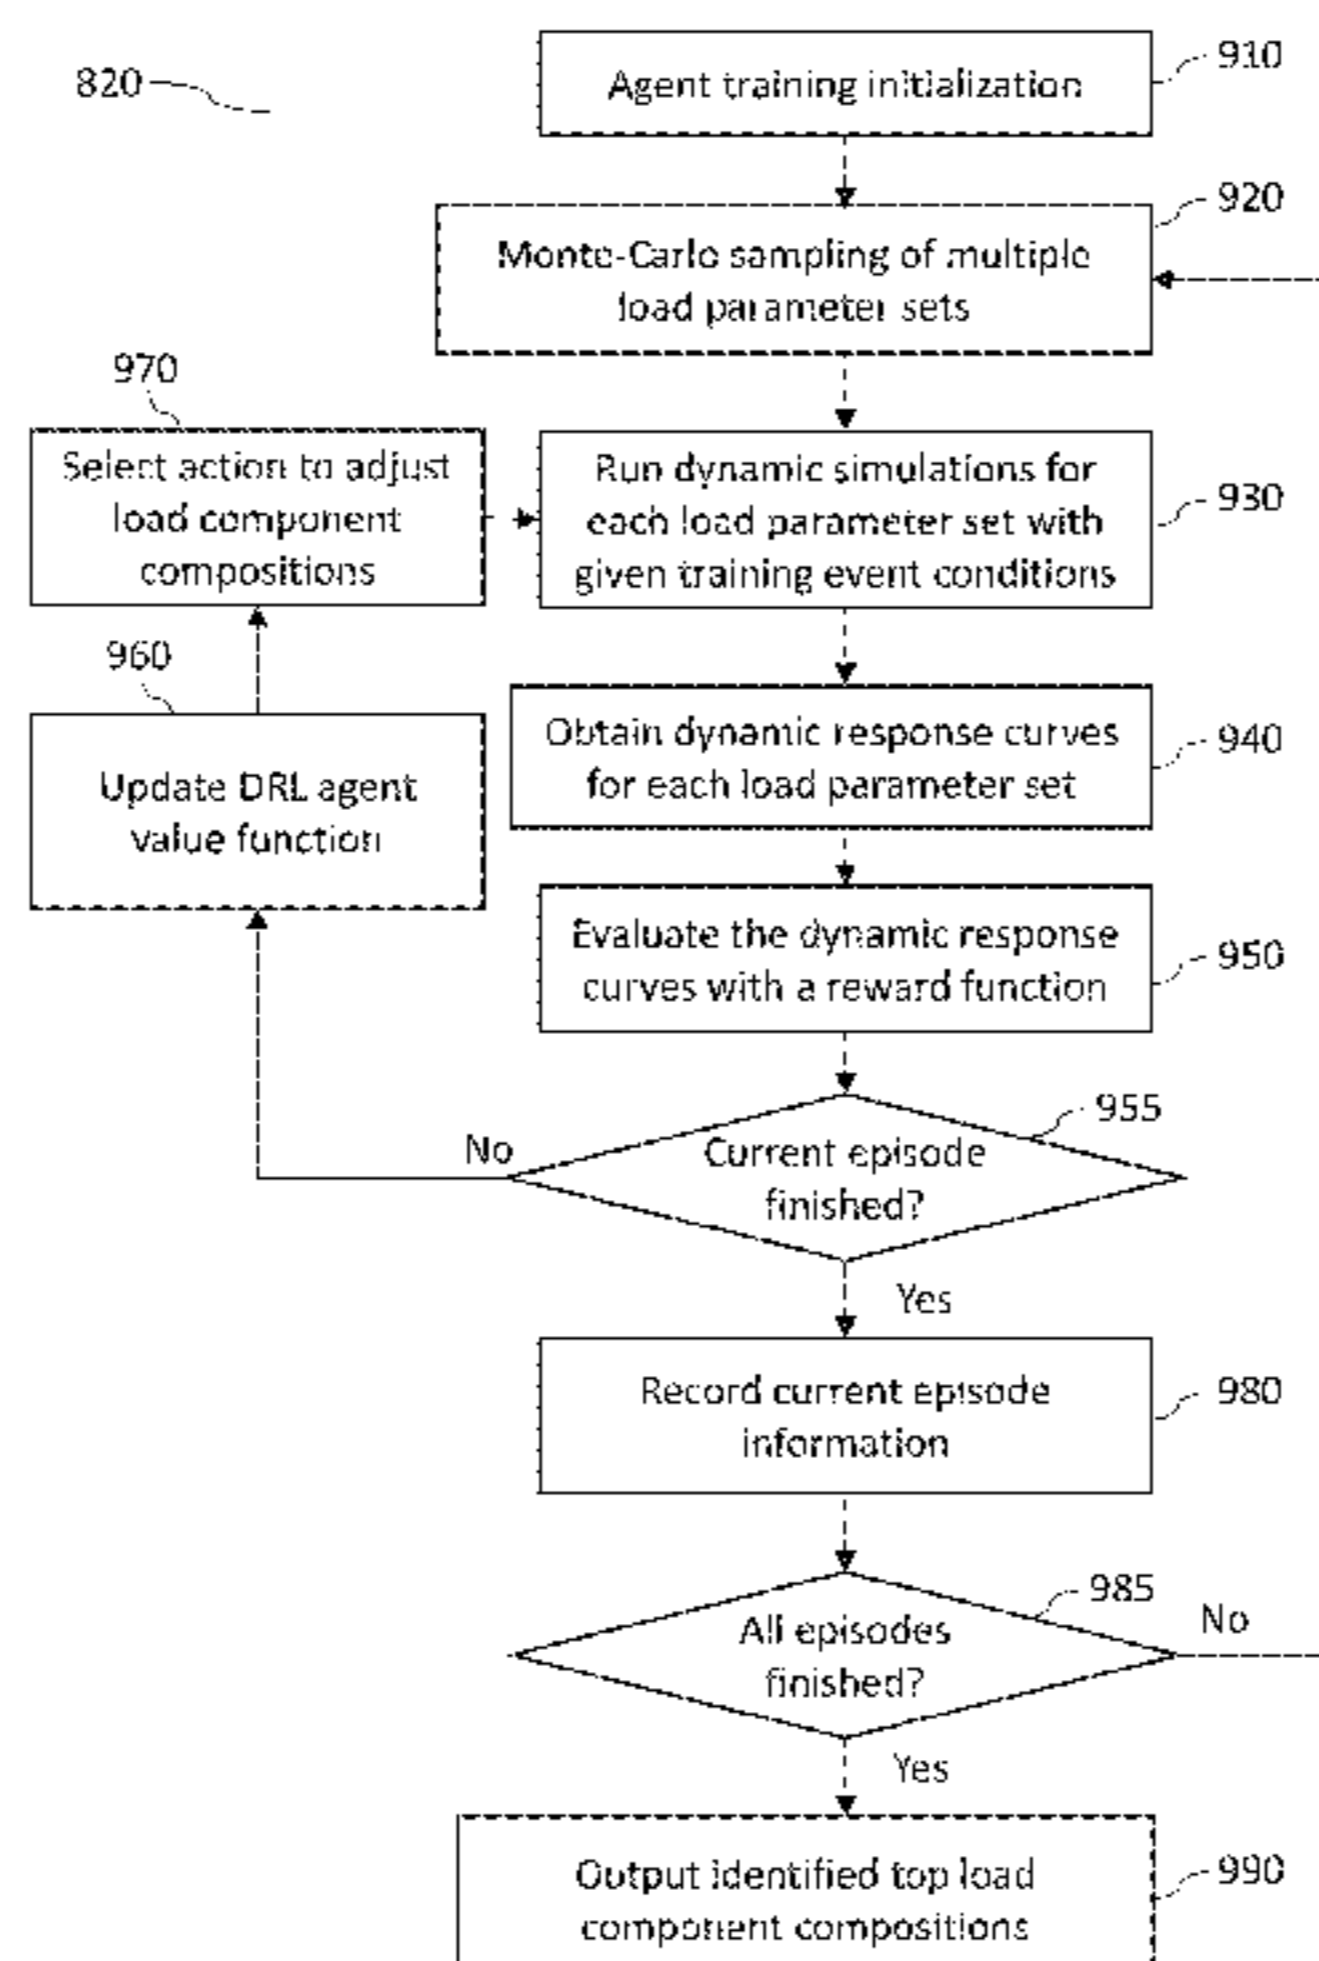 820
910
Agent training initialization
920
Monte-Carlo sampling of multiple
load parameter sets
970
Select action to adjust
load component
compositions
930
Run dynamic simulations for
each load parameter set with
given training event conditions
960
Update DRL agent
value function
940
Obtain dynamic response curves
for each load parameter set
950
Evaluate the dynamic response
curves with a reward function
955
No
Current episode
finished?
Yes
980
Record current episode
information
985
No
All episodes
finished?
Yes
990
Output identified top load
component compositions